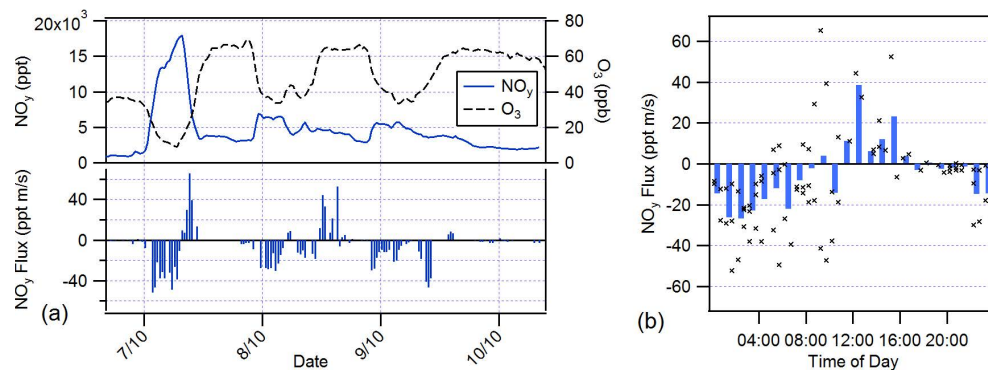 20x10³
15
10
5
0
NOy (ppt)
80
60
40
20
0
O₃ (ppb)
NOy
O₃
40
0
-40
NOy Flux (ppt m/s)
(a)
7/10
8/10
9/10
10/10
Date
60
40
20
0
-20
-40
-60
NOy Flux (ppt m/s)
(b)
04:00 08:00 12:00 16:00 20:00
Time of Day